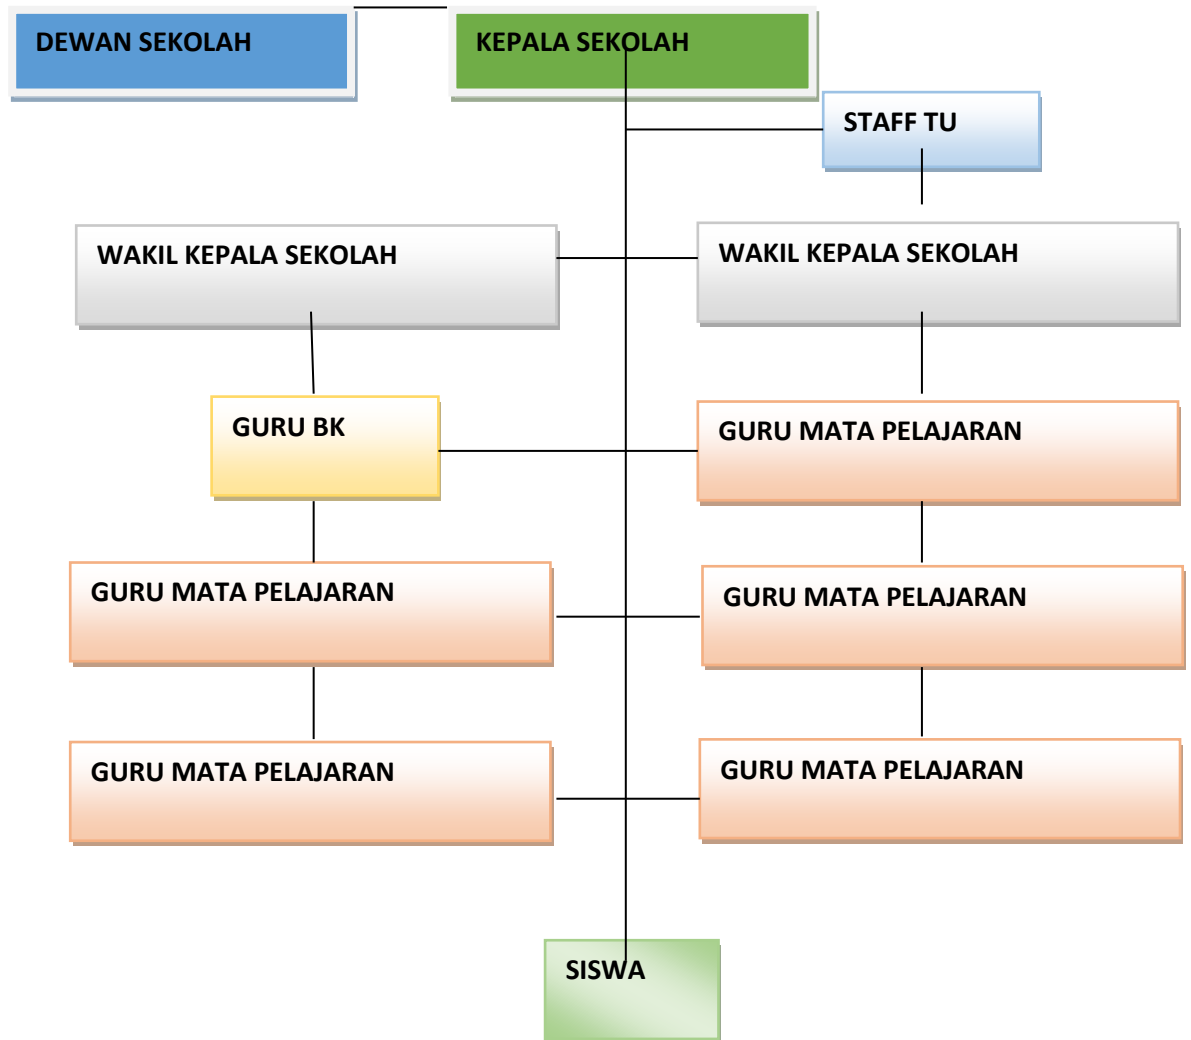 DEWAN SEKOLAH
KEPALA SEKOLAH
STAFF TU
WAKIL KEPALA SEKOLAH
WAKIL KEPALA SEKOLAH
GURU BK
GURU MATA PELAJARAN
GURU MATA PELAJARAN
GURU MATA PELAJARAN
GURU MATA PELAJARAN
GURU MATA PELAJARAN
SISWA